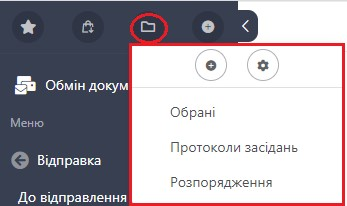 Обмін докум
Обрані
Меню
Протоколи засідань
Відправка
Розпорядження
До відправлення